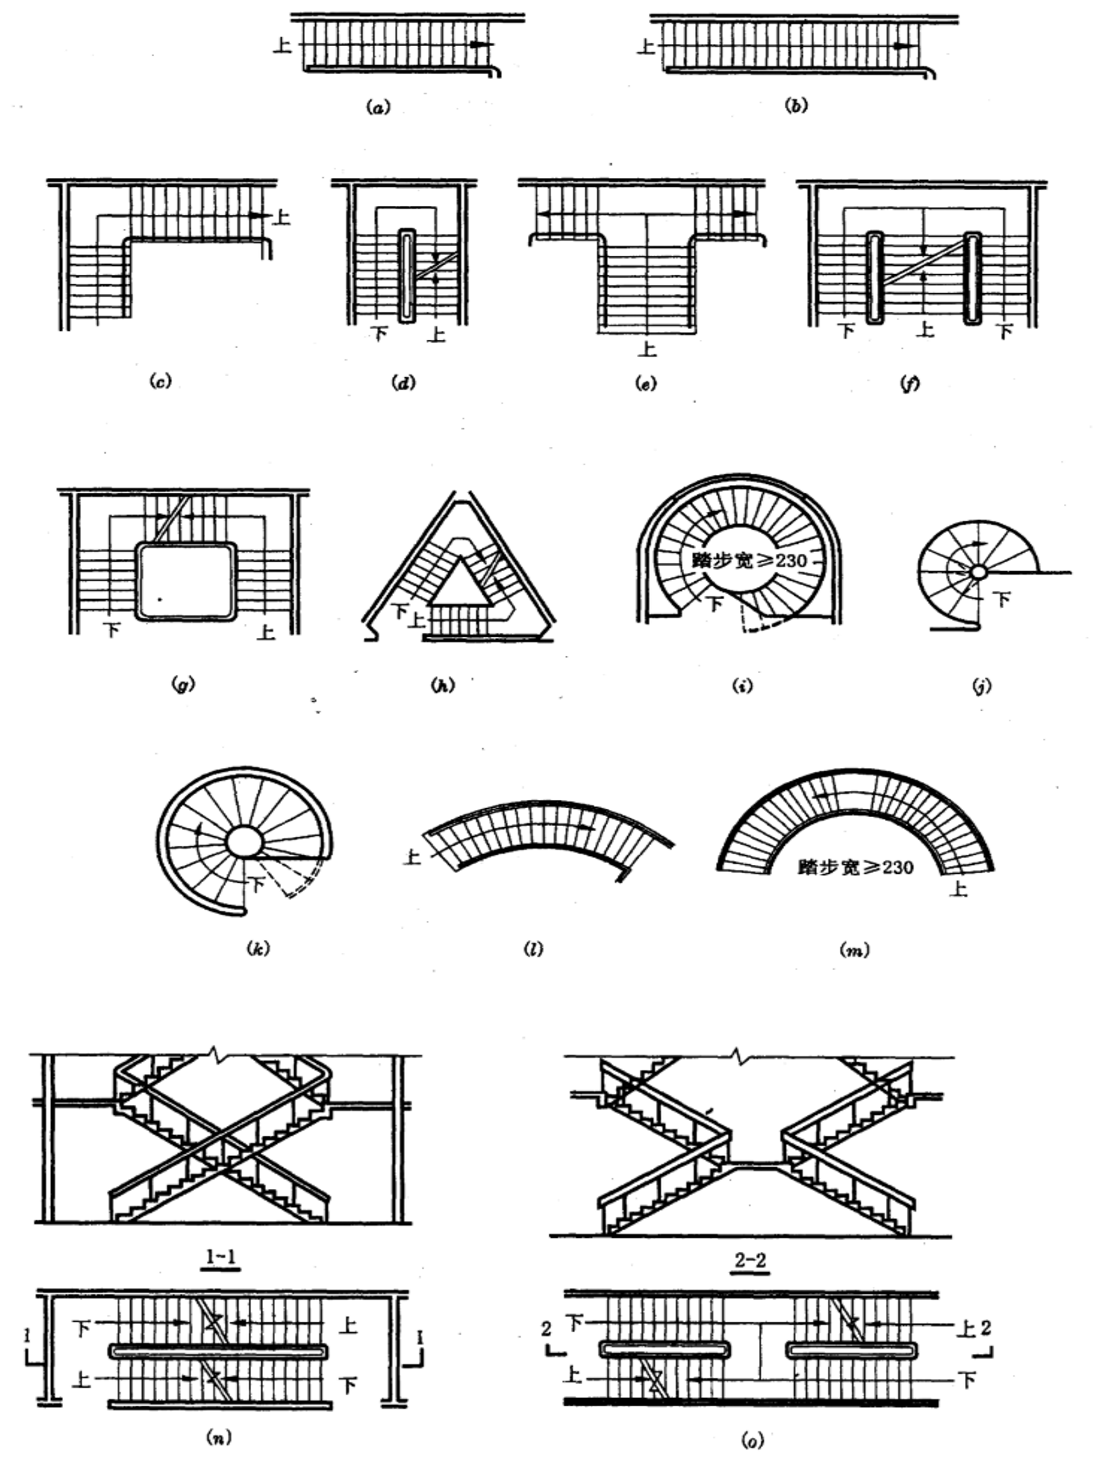 上
(a)
上
(b)
上
(c)
下 上
(d)
上
(e)
下 上 下
(f)
下 上
(g)
下 上
(h)
踏步宽≥230
下
(i)
下
(j)
下
(k)
上
(l)
踏步宽≥230
上
(m)
1-1
2-2
下 上
1 1
上 下
(n)
2 下 上 2
上 下
(o)